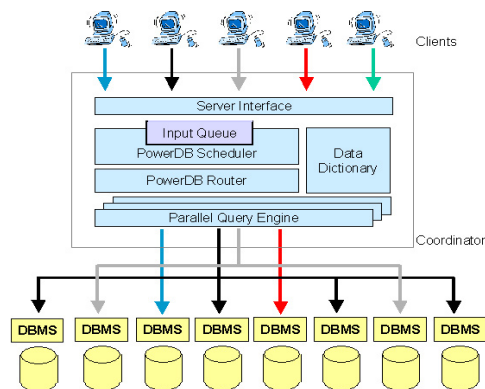 Clients
Server Interface
Input Queue
PowerDB Scheduler
Data
Dictionary
PowerDB Router
Parallel Query Engine
Coordinator
DBMS DBMS DBMS DBMS DBMS DBMS DBMS DBMS